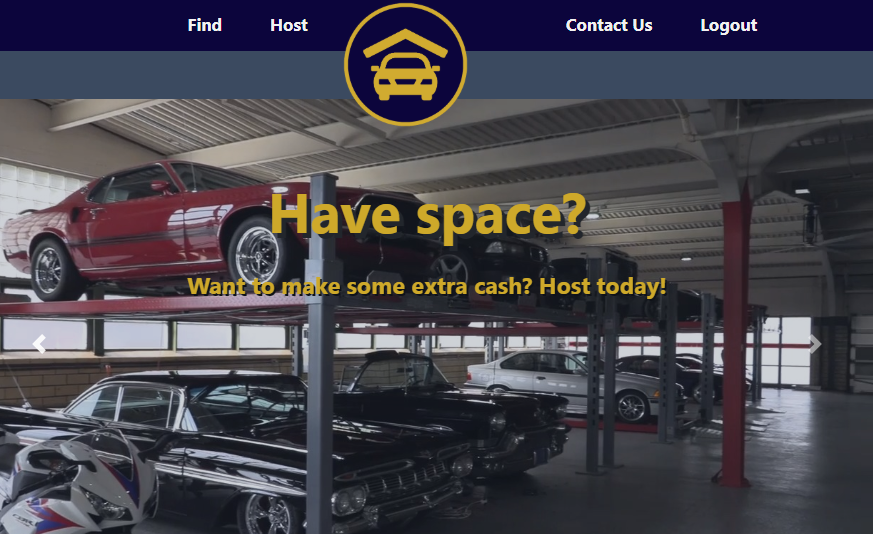 Find Host Contact Us Logout
Have space?
Want to make some extra cash? Host today!